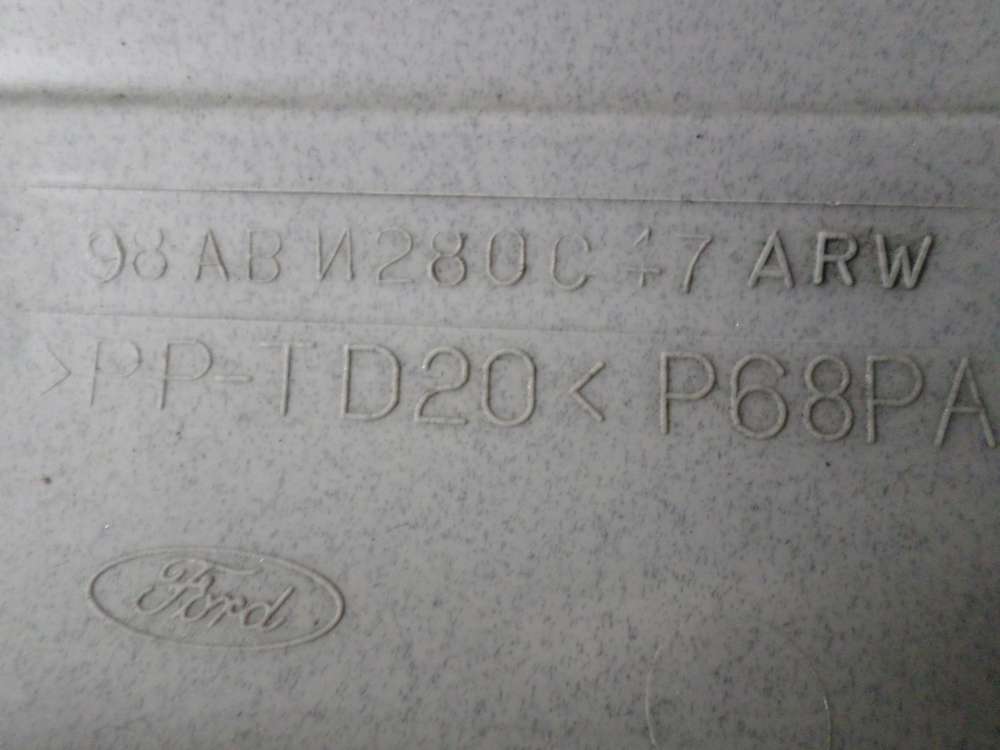 98AB N280C 47 ARW
>PP-TD20< P68PA
Ford